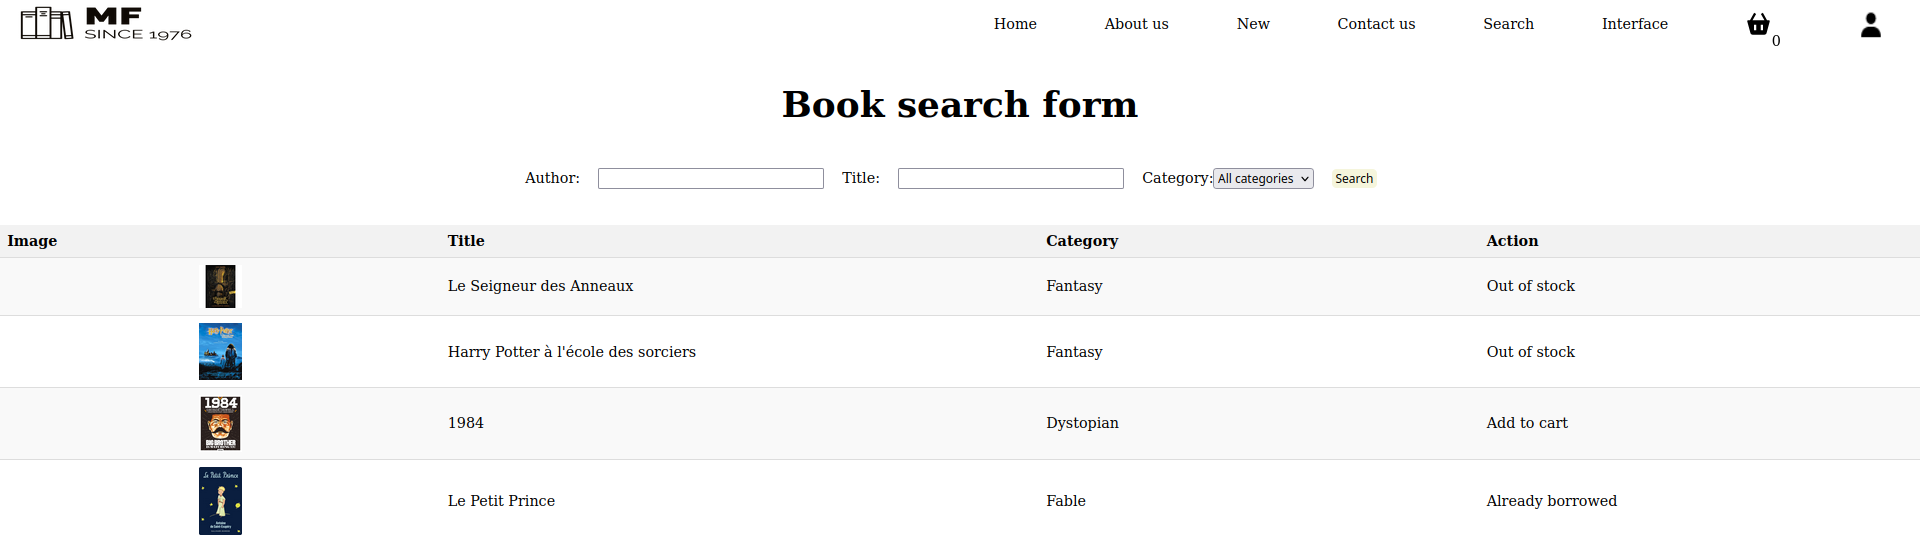 MF
SINCE 1976
Home About us New Contact us Search Interface 0
Book search form
Author: Title: Category: All categories Search
Image Title Category Action
Le Seigneur des Anneaux Fantasy Out of stock
Harry Potter à l'école des sorciers Fantasy Out of stock
1984
BIG BROTHER
1984 Dystopian Add to cart
Le Petit Prince
Le Petit Prince Fable Already borrowed